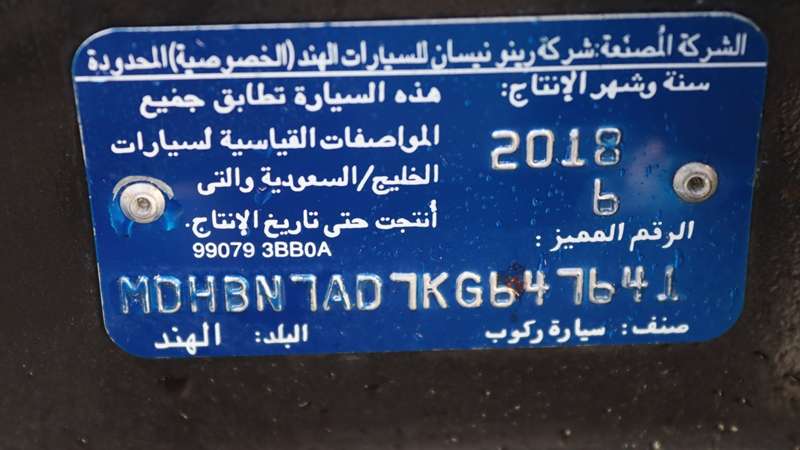 الشركة المُصنعة: شركة رينو نيسان للسيارات الهند (الخصوصية) المحدودة
سنة وشهر الإنتاج:
2018
6
هذه السيارة تطابق جميع
المواصفات القياسية لسيارات
الخليج/السعودية والتى
أُنتجت حتى تاريخ الإنتاج.
99079 3BB0A
الرقم المميز :
MDHBN7AD7KG647641
صنف: سيارة ركوب
البلد: الهند